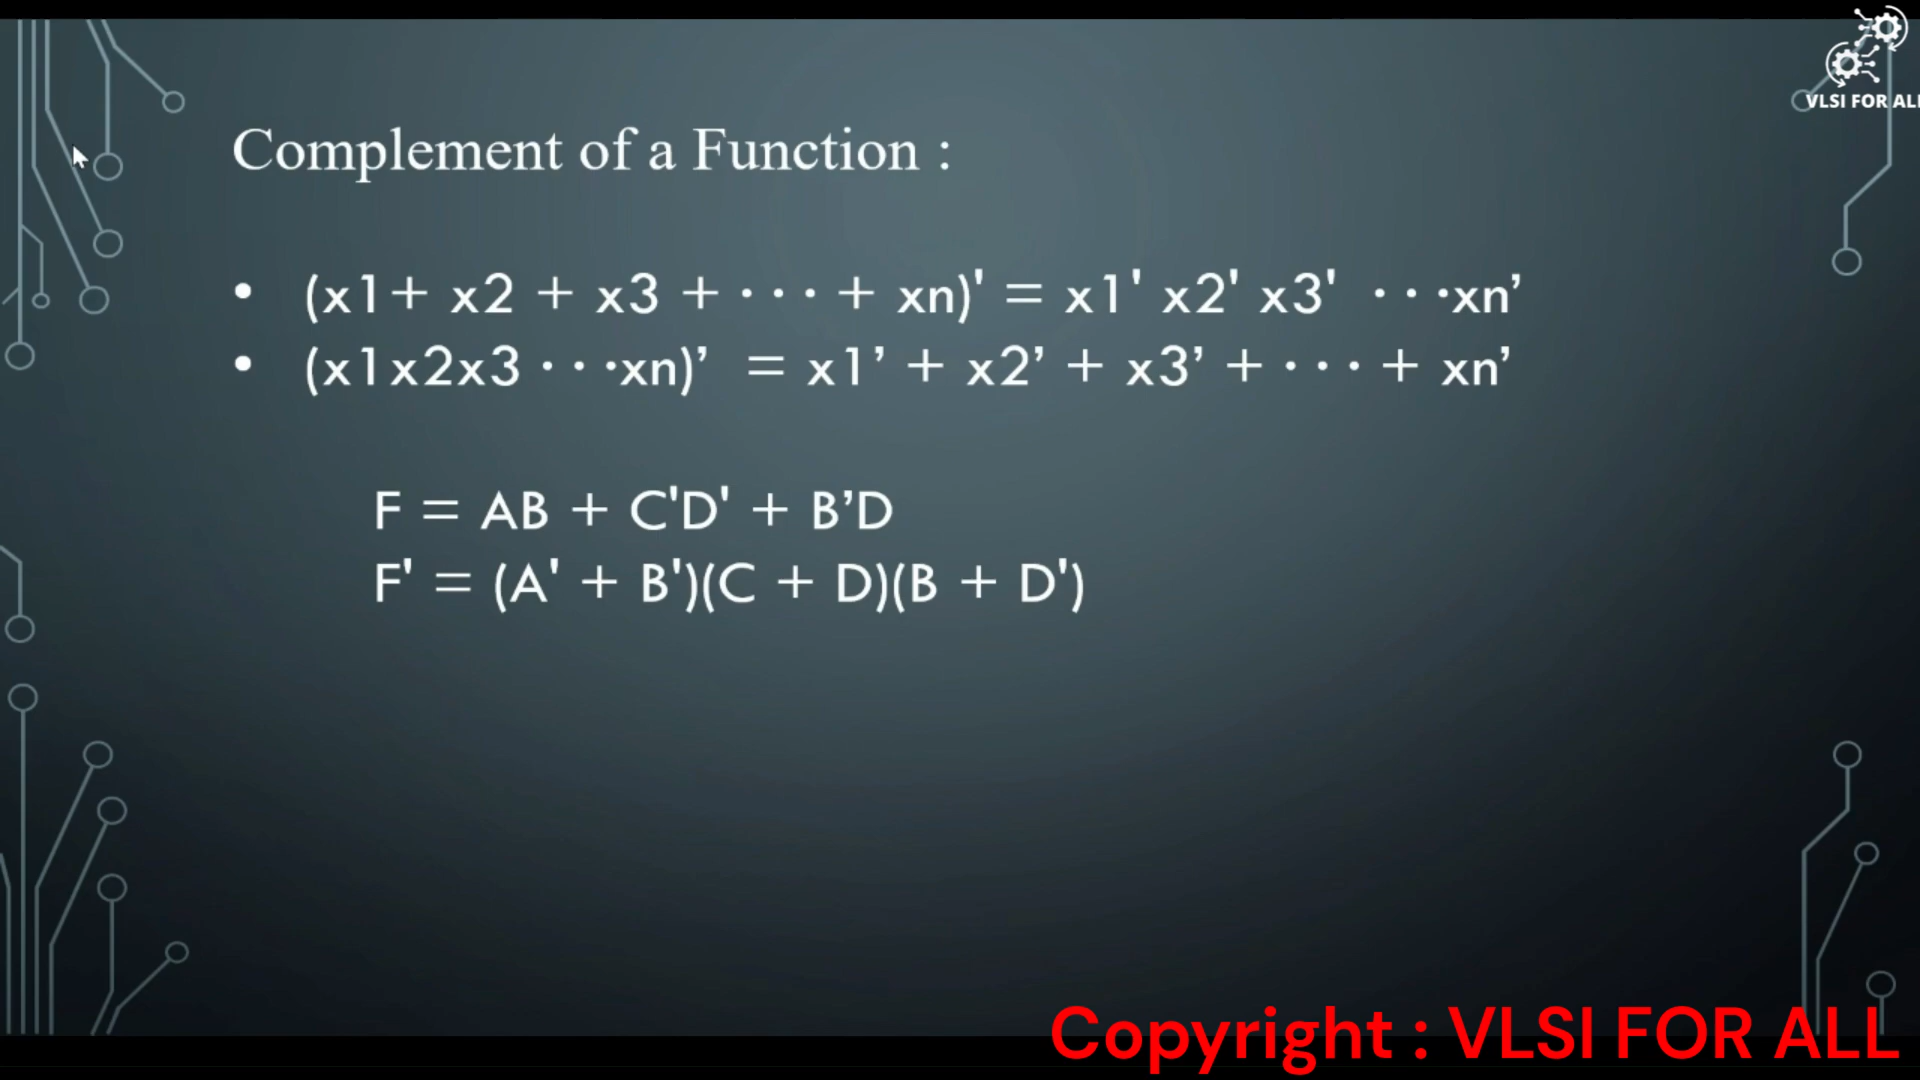 VLSI FOR ALL
Complement of a Function :
• (x1+ x2 + x3 + · · · + xn)' = x1' x2' x3' · · ·xn’
• (x1x2x3 · · ·xn)’ = x1’ + x2’ + x3’ + · · · + xn’
F = AB + C'D' + B’D
F' = (A' + B')(C + D)(B + D')
Copyright : VLSI FOR ALL